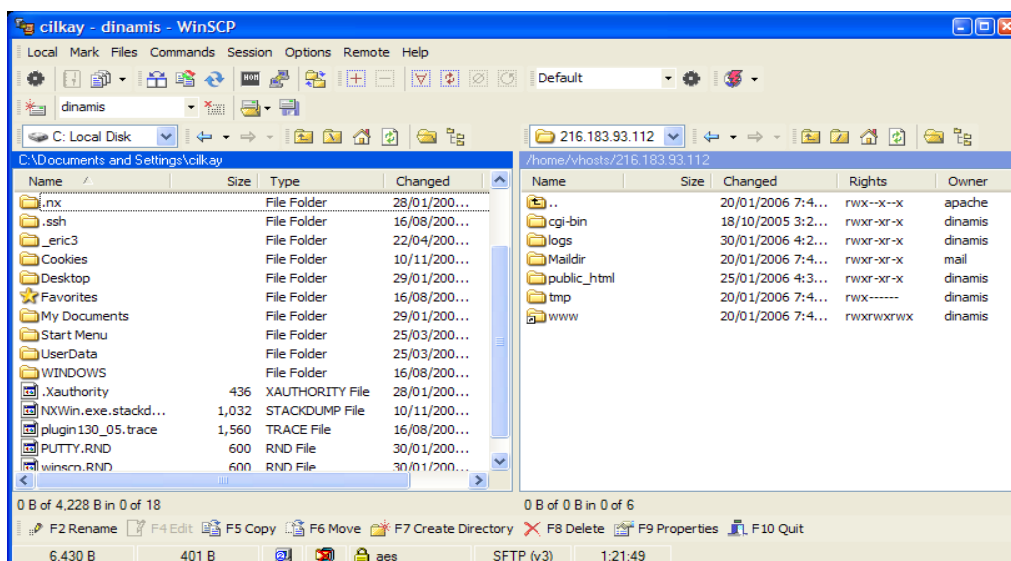 cilkay - dinamis - WinSCP
Local Mark Files Commands Session Options Remote Help
Default
dinamis
C: Local Disk 216.183.93.112
C:\Documents and Settings\cilkay /home/vhosts/216.183.93.112
Name Size Type Changed Name Size Changed Rights Owner
.nx File Folder 28/01/200... .. 20/01/2006 7:4... rwx--x--x apache
.ssh File Folder 16/08/200... cgi-bin 18/10/2005 3:2... rwxr-xr-x dinamis
_eric3 File Folder 22/04/200... logs 30/01/2006 4:2... rwxr-xr-x dinamis
Cookies File Folder 10/11/200... Maildir 20/01/2006 7:4... rwxr-xr-x mail
Desktop File Folder 29/01/200... public_html 25/01/2006 4:3... rwxr-xr-x dinamis
Favorites File Folder 16/08/200... tmp 20/01/2006 7:4... rwx------ dinamis
My Documents File Folder 29/01/200... www 20/01/2006 7:4... rwxrwxrwx dinamis
Start Menu File Folder 25/03/200...
UserData File Folder 25/03/200...
WINDOWS File Folder 16/08/200...
.Xauthority 436 XAUTHORITY File 28/01/200...
NXWin.exe.stackd... 1,032 STACKDUMP File 10/11/200...
plugin130_05.trace 1,560 TRACE File 16/08/200...
PUTTY.RND 600 RND File 30/01/200...
winscp.RND 600 RND File 30/01/200...
0 B of 4,228 B in 0 of 18 0 B of 0 B in 0 of 6
F2 Rename F4 Edit F5 Copy F6 Move F7 Create Directory F8 Delete F9 Properties F10 Quit
6,430 B 401 B aes SFTP (v3) 1:21:49